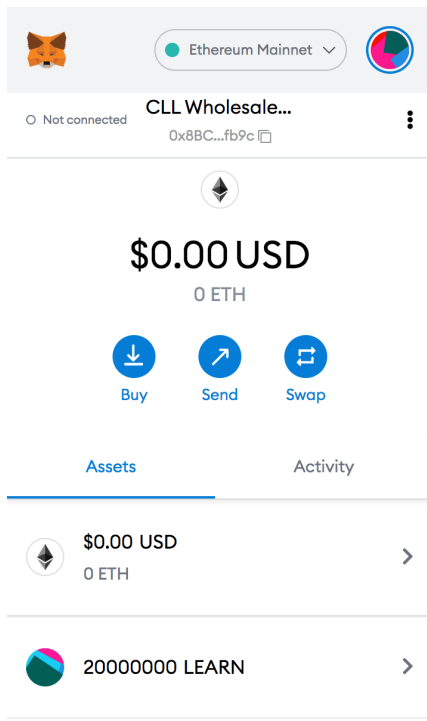 Ethereum Mainnet
CLL Wholesale...
Not connected
0x8BC...fb9c
$0.00 USD
0 ETH
Buy Send Swap
Assets Activity
$0.00 USD
0 ETH
20000000 LEARN